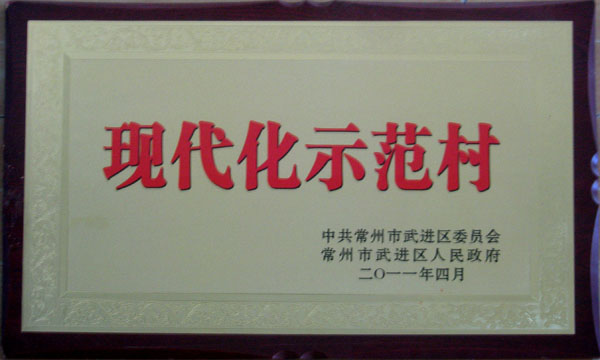 现代化示范村
中共常州市武进区委员会
常州市武进区人民政府
二〇一一年四月